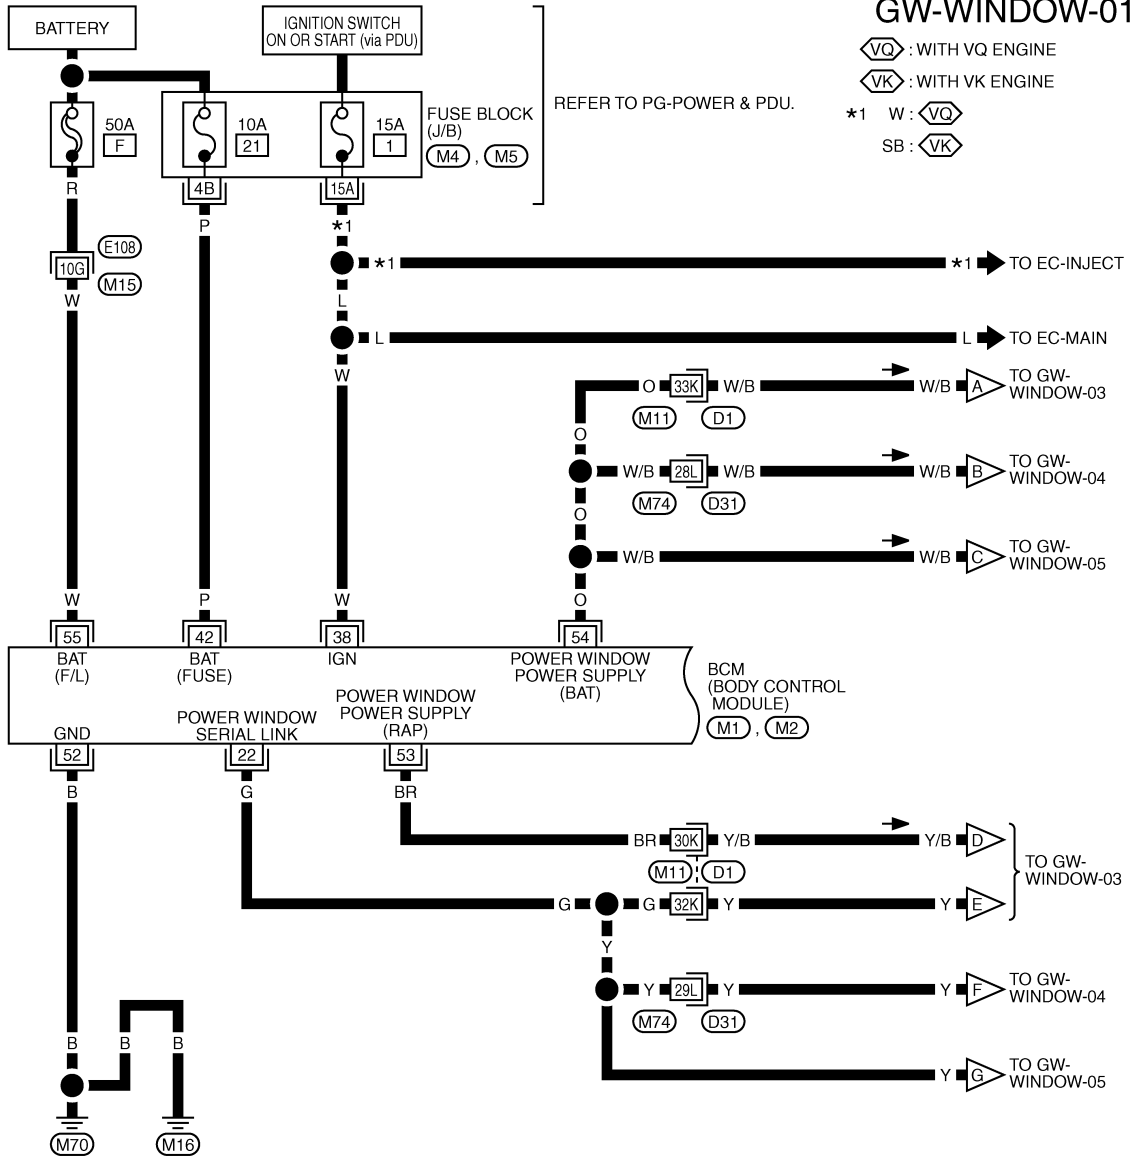 GW-WINDOW-01
BATTERY
IGNITION SWITCH
ON OR START (via PDU)
VQ : WITH VQ ENGINE
VK : WITH VK ENGINE
*1 W : VQ
SB : VK
REFER TO PG-POWER & PDU.
50A
F
10A
21
15A
1
FUSE BLOCK
(J/B)
M4 , M5
R
4B
15A
P
*1
E108
10G
M15
*1
*1
TO EC-INJECT
W
L
L
L
TO EC-MAIN
W
O
33K
W/B
W/B
A
TO GW-
WINDOW-03
M11
D1
O
W/B
28L
W/B
W/B
B
TO GW-
WINDOW-04
M74
D31
O
W/B
W/B
C
TO GW-
WINDOW-05
W
P
W
O
55
42
38
54
BAT
(F/L)
BAT
(FUSE)
IGN
POWER WINDOW
POWER SUPPLY
(BAT)
BCM
(BODY CONTROL
MODULE)
M1 , M2
GND
POWER WINDOW
SERIAL LINK
POWER WINDOW
POWER SUPPLY
(RAP)
52
22
53
B
G
BR
BR
30K
Y/B
Y/B
D
M11
D1
TO GW-
WINDOW-03
G
G
32K
Y
Y
E
Y
Y
29L
Y
Y
F
TO GW-
WINDOW-04
M74
D31
B
B
B
Y
G
TO GW-
WINDOW-05
M70
M16